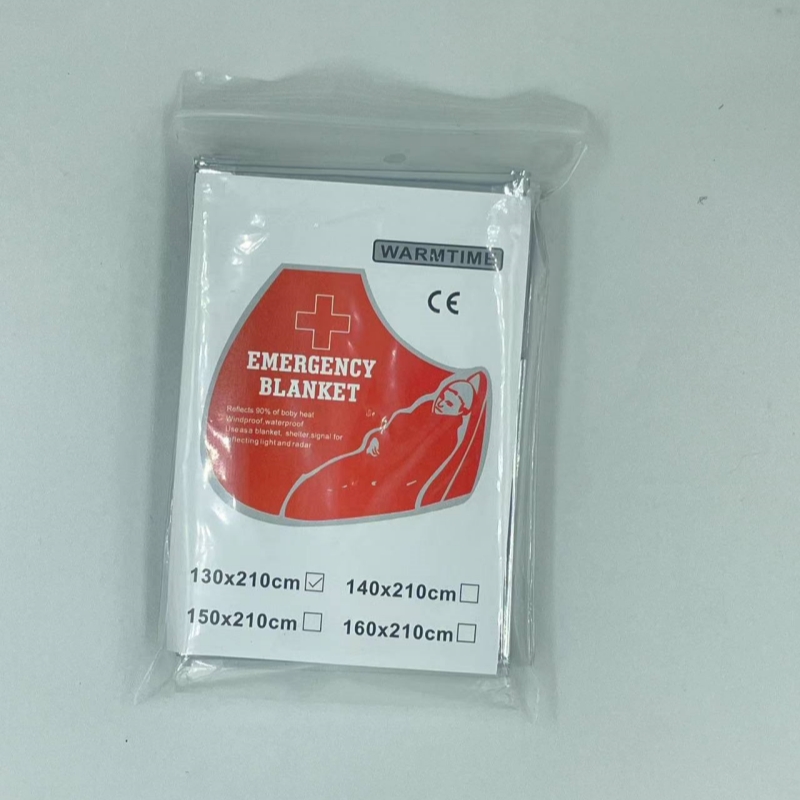 WARMTIME
CE
EMERGENCY
BLANKET
Reflects 90% of boby heat
Windproof,waterproof
Use as a blanket, shelter,signal for
reflecting light and radar
130x210cm
140x210cm
150x210cm
160x210cm